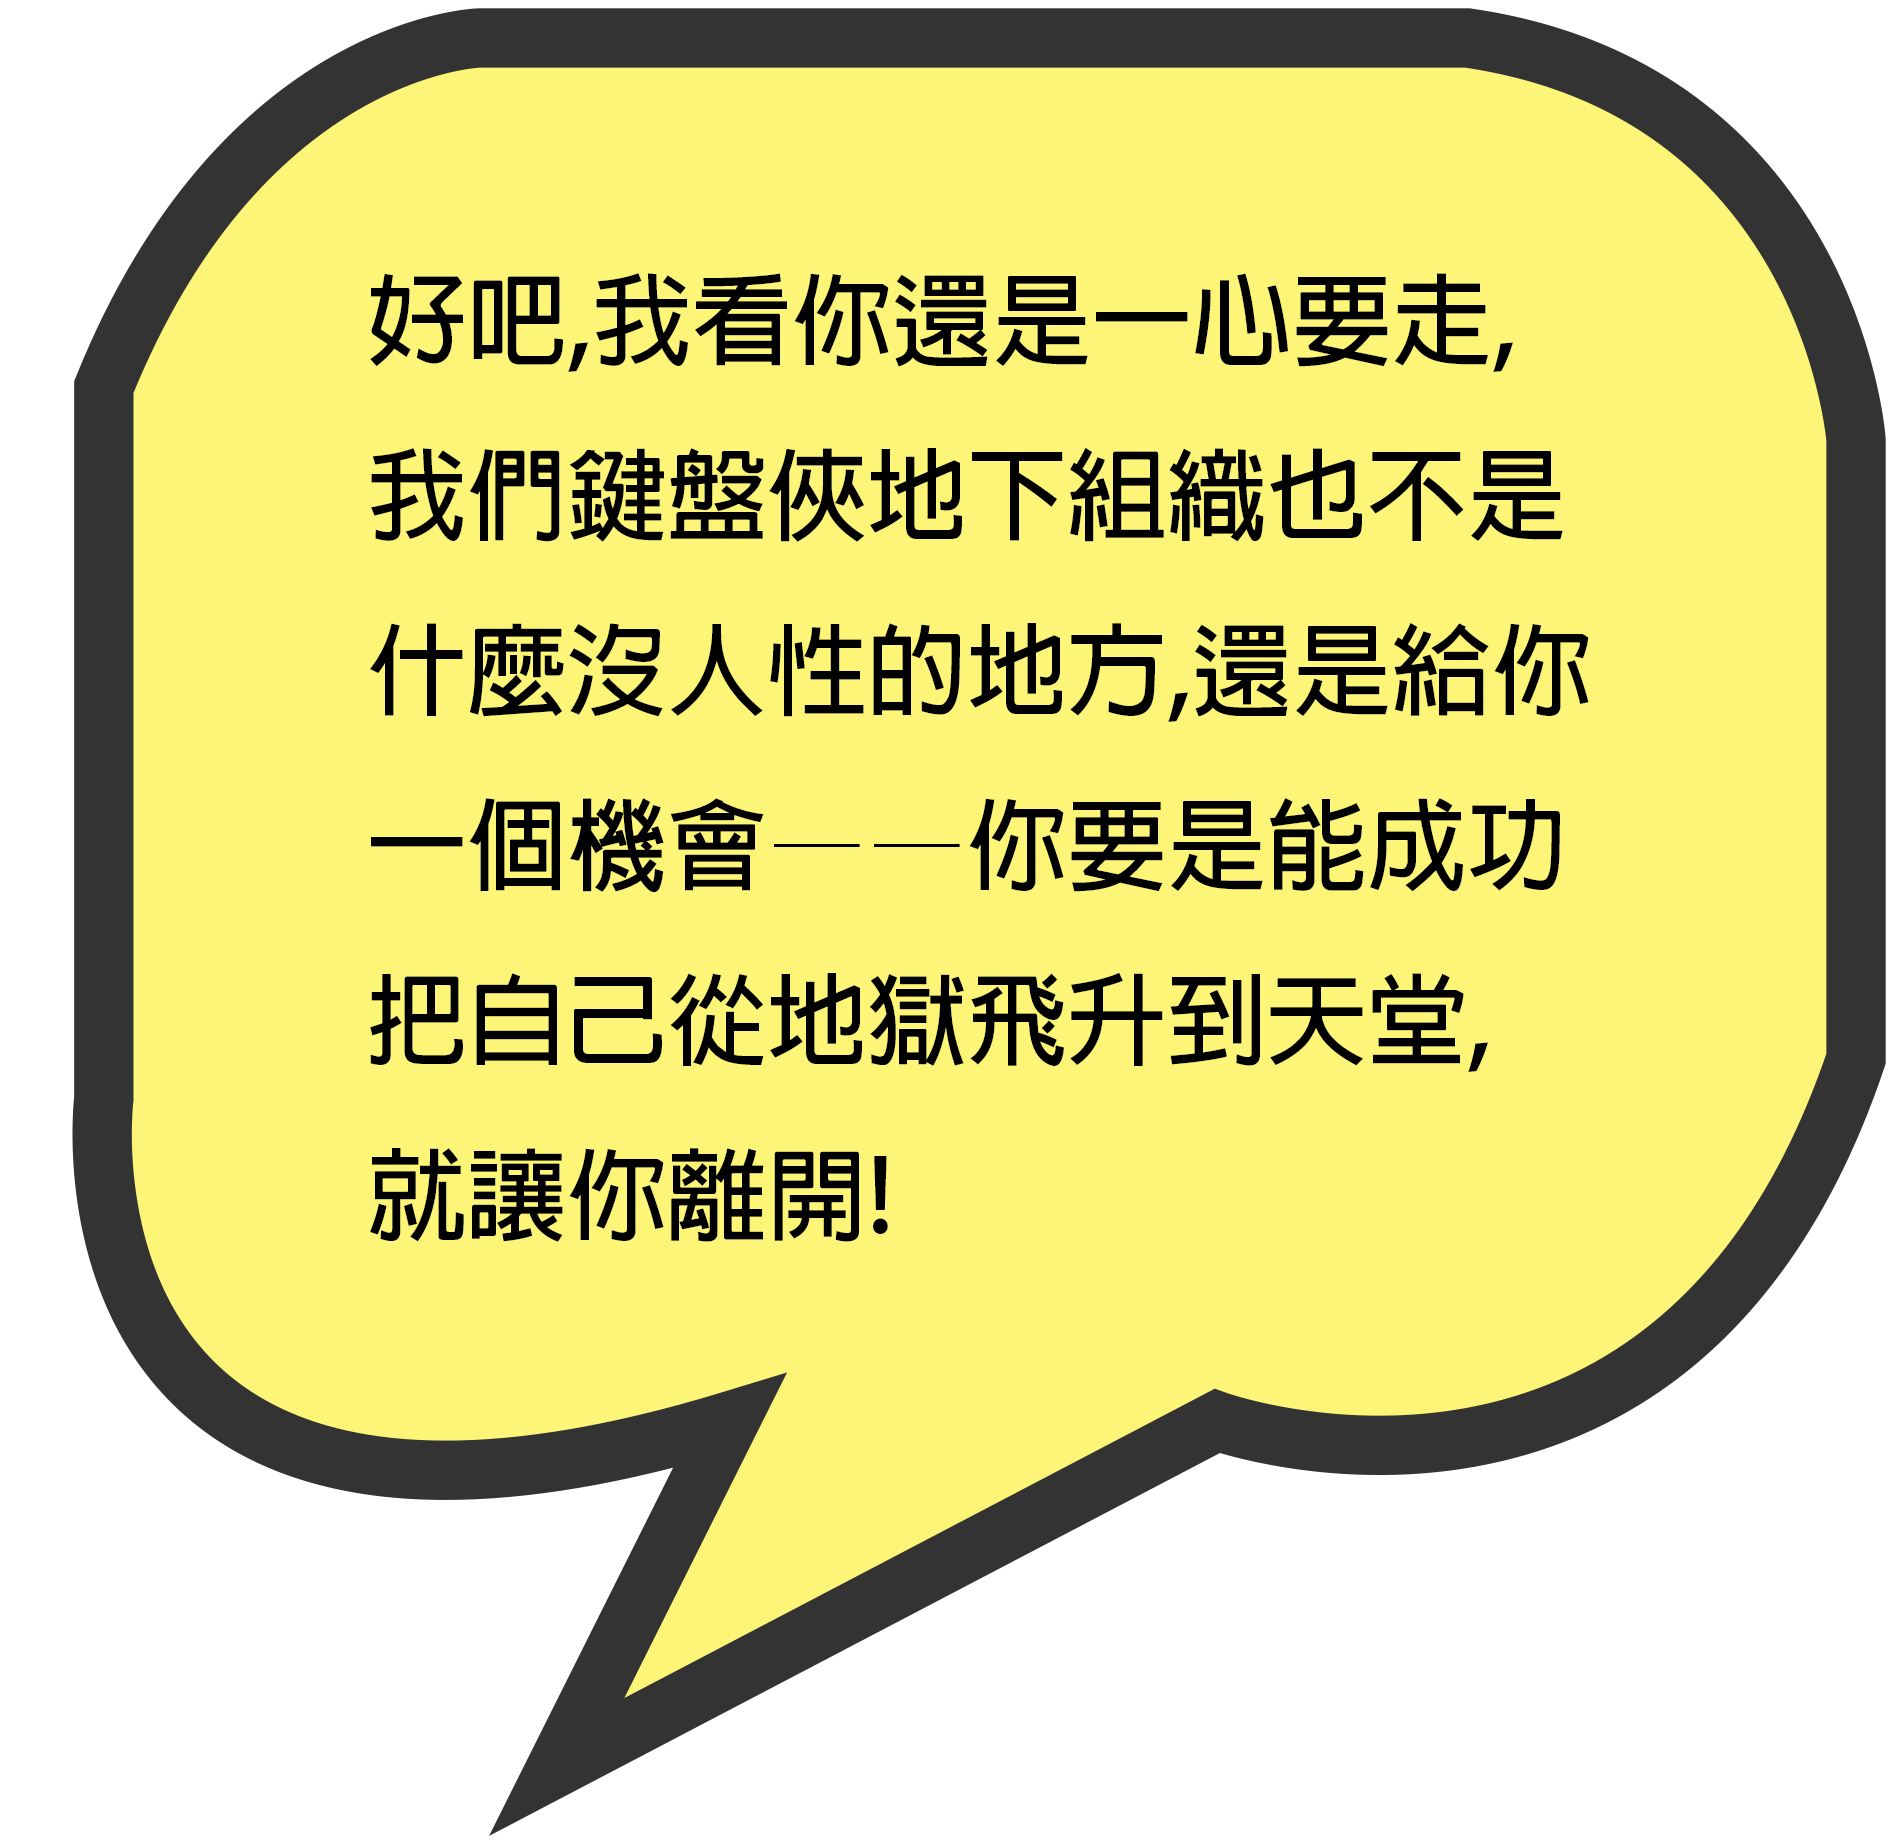 好吧,我看你還是一心要走,
我們鍵盤俠地下組織也不是
什麼沒人性的地方,還是給你
一個機會——你要是能成功
把自己從地獄飛升到天堂,
就讓你離開!